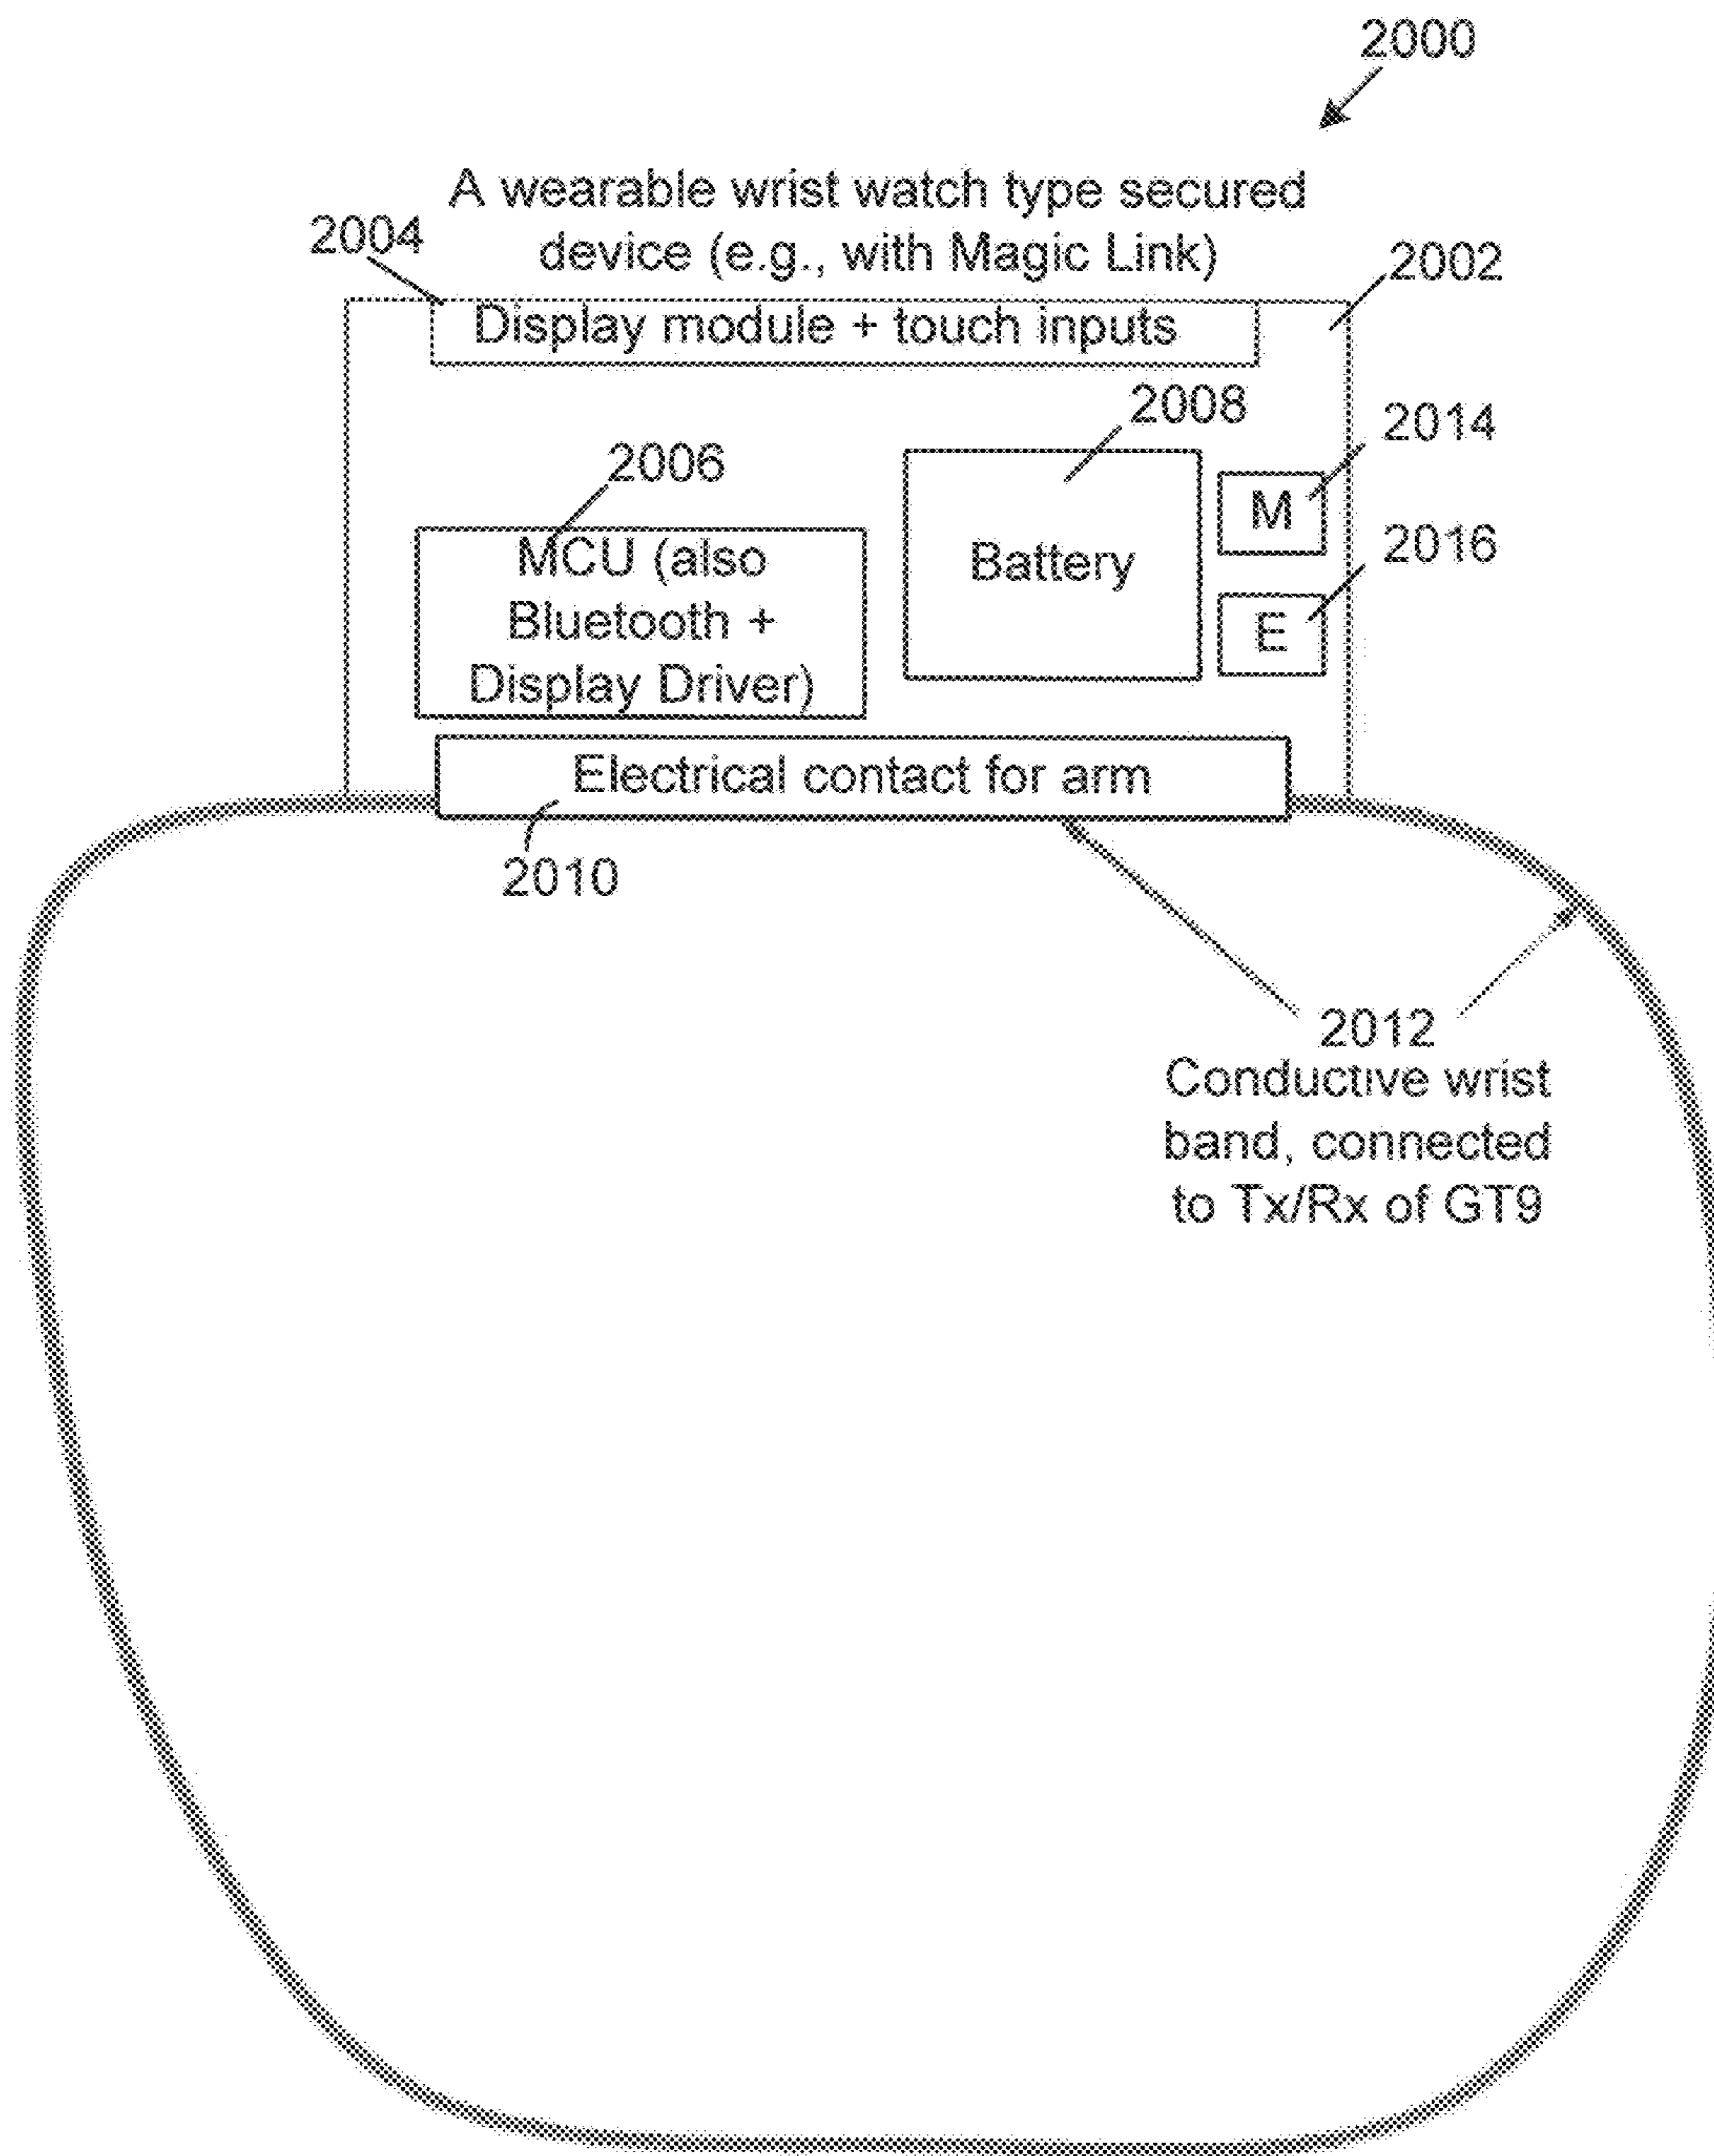 2000
A wearable wrist watch type secured
device (e.g., with Magic Link)
2004
2002
Display module + touch inputs
2008
2014
2006
M
MCU (also
Bluetooth +
Display Driver)
Battery
2016
E
Electrical contact for arm
2010
2012
Conductive wrist
band, connected
to Tx/Rx of GT9